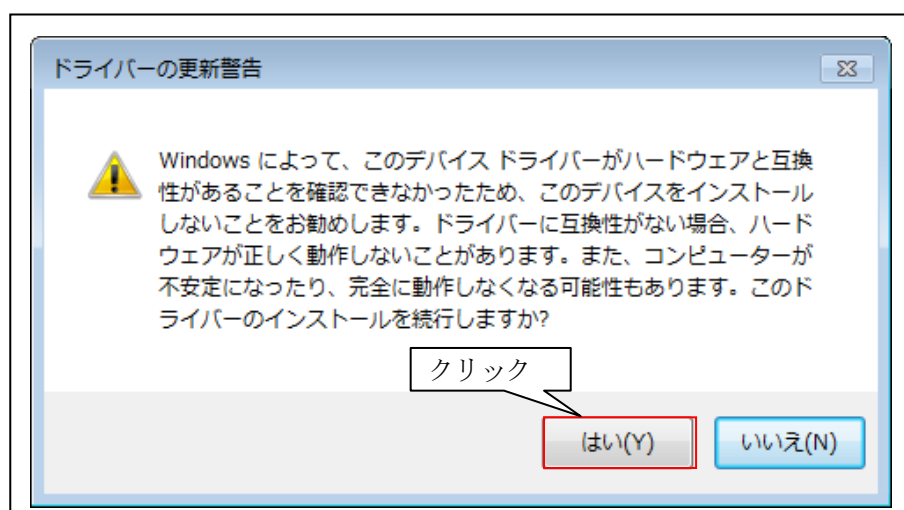 ドライバーの更新警告
Windows によって、このデバイス ドライバーがハードウェアと互換
性があることを確認できなかったため、このデバイスをインストール
しないことをお勧めします。ドライバーに互換性がない場合、ハード
ウェアが正しく動作しないことがあります。また、コンピューターが
不安定になったり、完全に動作しなくなる可能性もあります。このド
ライバーのインストールを続行しますか?
クリック
はい(Y)
いいえ(N)